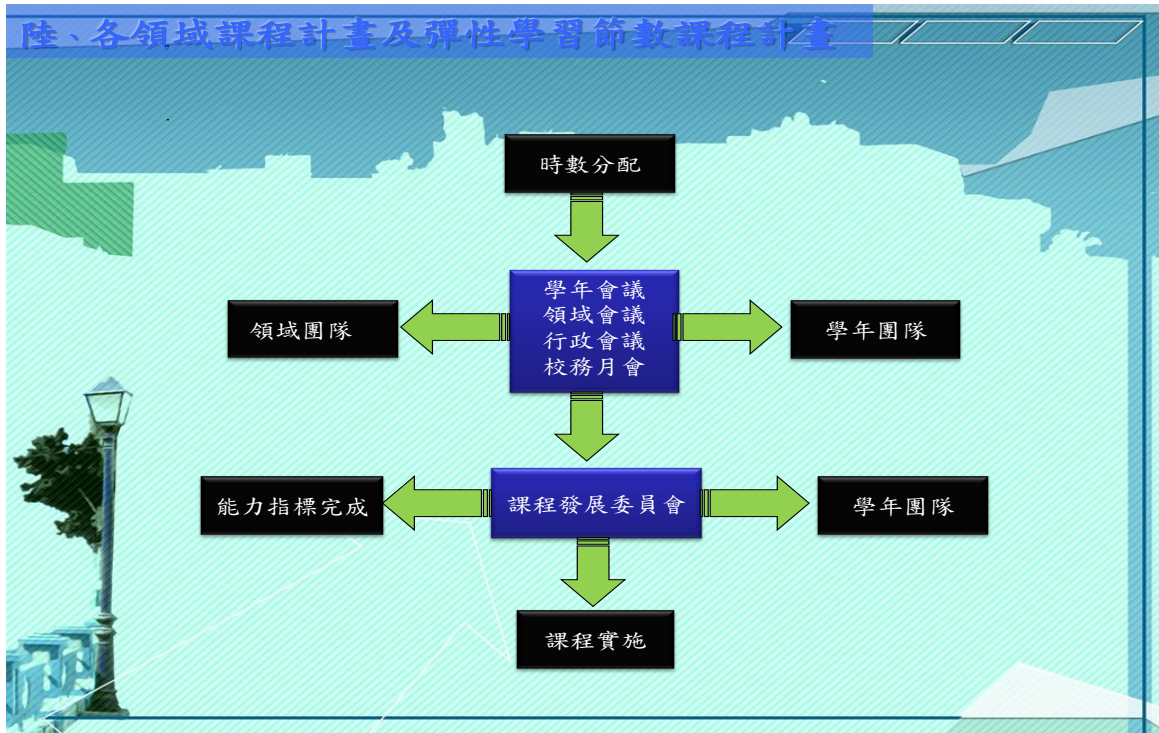 陸、各領域課程計畫及彈性學習節數課程計畫
時數分配
學年會議
領域會議
行政會議
校務月會
領域團隊
學年團隊
能力指標完成
課程發展委員會
學年團隊
課程實施